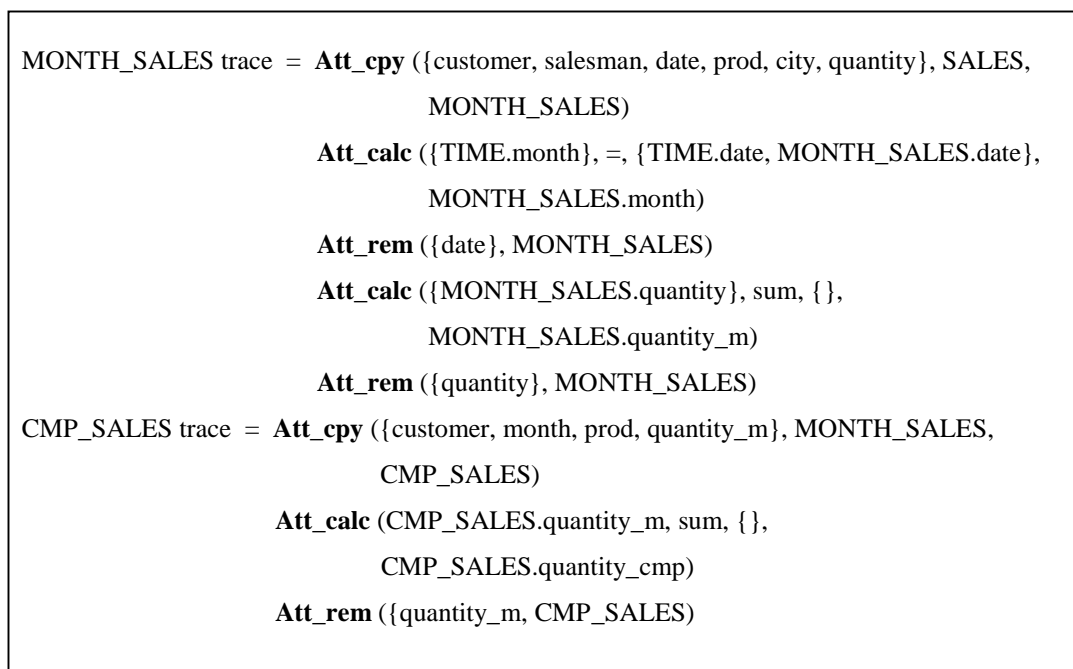 MONTH_SALES trace = Att_cpy ({customer, salesman, date, prod, city, quantity}, SALES,
MONTH_SALES)
Att_calc ({TIME.month}, =, {TIME.date, MONTH_SALES.date},
MONTH_SALES.month)
Att_rem ({date}, MONTH_SALES)
Att_calc ({MONTH_SALES.quantity}, sum, {},
MONTH_SALES.quantity_m)
Att_rem ({quantity}, MONTH_SALES)
CMP_SALES trace = Att_cpy ({customer, month, prod, quantity_m}, MONTH_SALES,
CMP_SALES)
Att_calc (CMP_SALES.quantity_m, sum, {},
CMP_SALES.quantity_cmp)
Att_rem ({quantity_m, CMP_SALES)